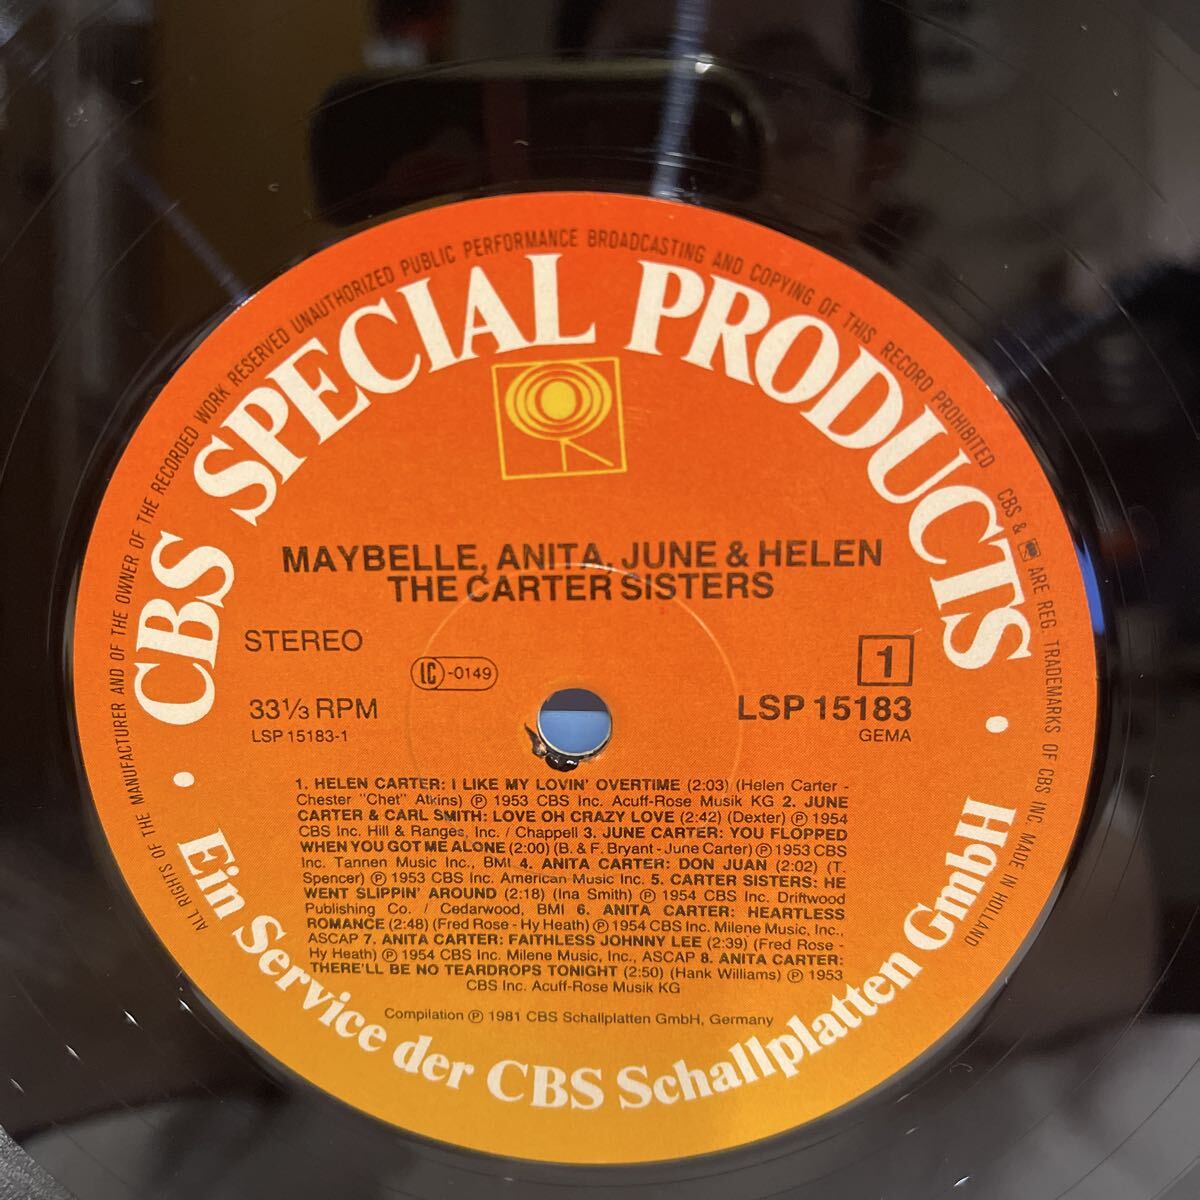 ALL RIGHTS OF THE MANUFACTURER AND OF THE OWNER OF THE RECORDED WORK RESERVED UNAUTHORIZED PUBLIC PERFORMANCE BROADCASTING AND COPYING OF THIS RECORD PROHIBITED CBS & ARE REG. TRADEMARKS OF CBS INC. MADE IN HOLLAND
CBS SPECIAL PRODUCTS
MAYBELLE, ANITA, JUNE & HELEN
THE CARTER SISTERS
STEREO
1
LC-0149
33⅓ RPM
LSP 15183
LSP 15183-1
GEMA
1. HELEN CARTER: I LIKE MY LOVIN' OVERTIME (2:03) (Helen Carter -
Chester "Chet" Atkins) Ⓟ 1953 CBS Inc. Acuff-Rose Musik KG 2. JUNE
CARTER & CARL SMITH: LOVE OH CRAZY LOVE (2:42) (Dexter) Ⓟ 1954
CBS Inc. Hill & Ranges, Inc. / Chappell 3. JUNE CARTER: YOU FLOPPED
WHEN YOU GOT ME ALONE (2:00) (B. & F. Bryant - June Carter) Ⓟ 1953 CBS
Inc. Tannen Music Inc., BMI 4. ANITA CARTER: DON JUAN (2:02) (T.
Spencer) Ⓟ 1953 CBS Inc. American Music Inc. 5. CARTER SISTERS: HE
WENT SLIPPIN' AROUND (2:18) (Ina Smith) Ⓟ 1954 CBS Inc. Driftwood
Publishing Co. / Cedarwood, BMI 6. ANITA CARTER: HEARTLESS
ROMANCE (2:48) (Fred Rose - Hy Heath) Ⓟ 1954 CBS Inc. Milene Music, Inc.,
ASCAP 7. ANITA CARTER: FAITHLESS JOHNNY LEE (2:39) (Fred Rose -
Hy Heath) Ⓟ 1954 CBS Inc. Milene Music, Inc., ASCAP 8. ANITA CARTER:
THERE'LL BE NO TEARDROPS TONIGHT (2:50) (Hank Williams) Ⓟ 1953
CBS Inc. Acuff-Rose Musik KG
Compilation Ⓟ 1981 CBS Schallplatten GmbH, Germany
· Ein Service der CBS Schallplatten GmbH ·